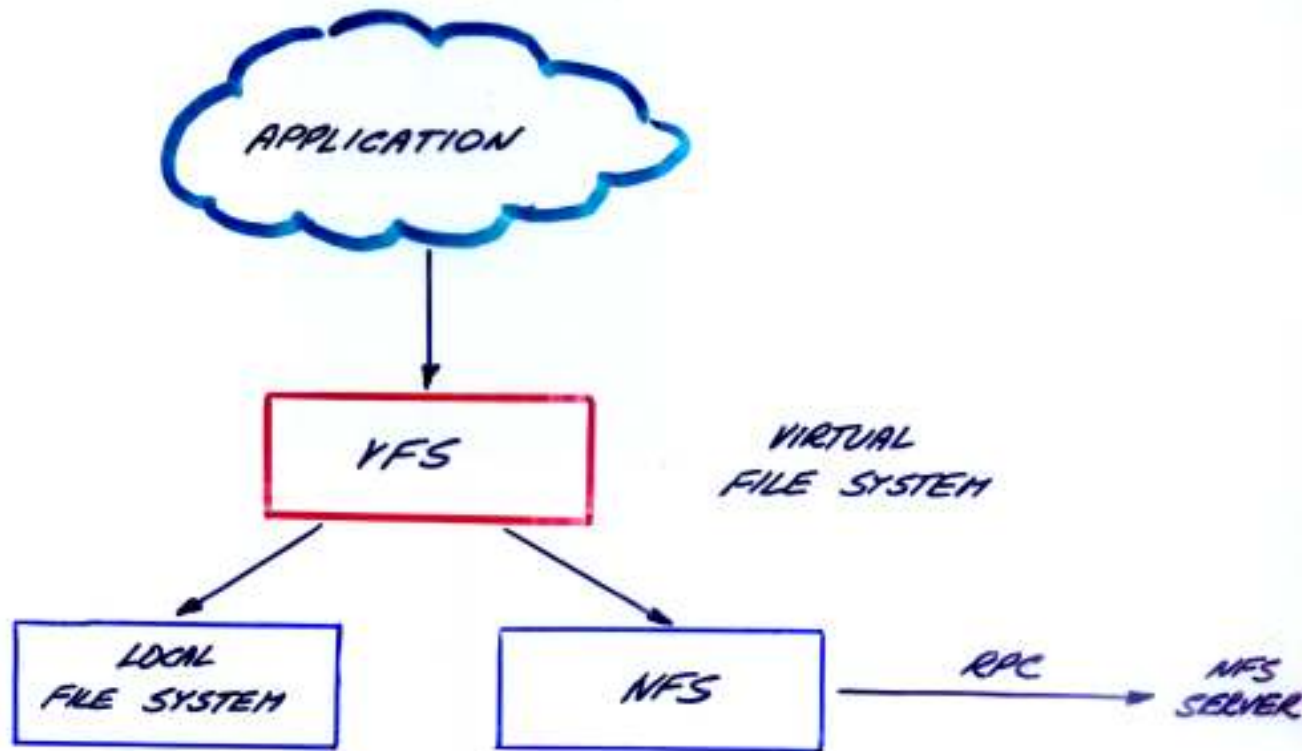 APPLICATION
VFS
VIRTUAL
FILE SYSTEM
LOCAL
FILE SYSTEM
NFS
RPC
NFS
SERVER